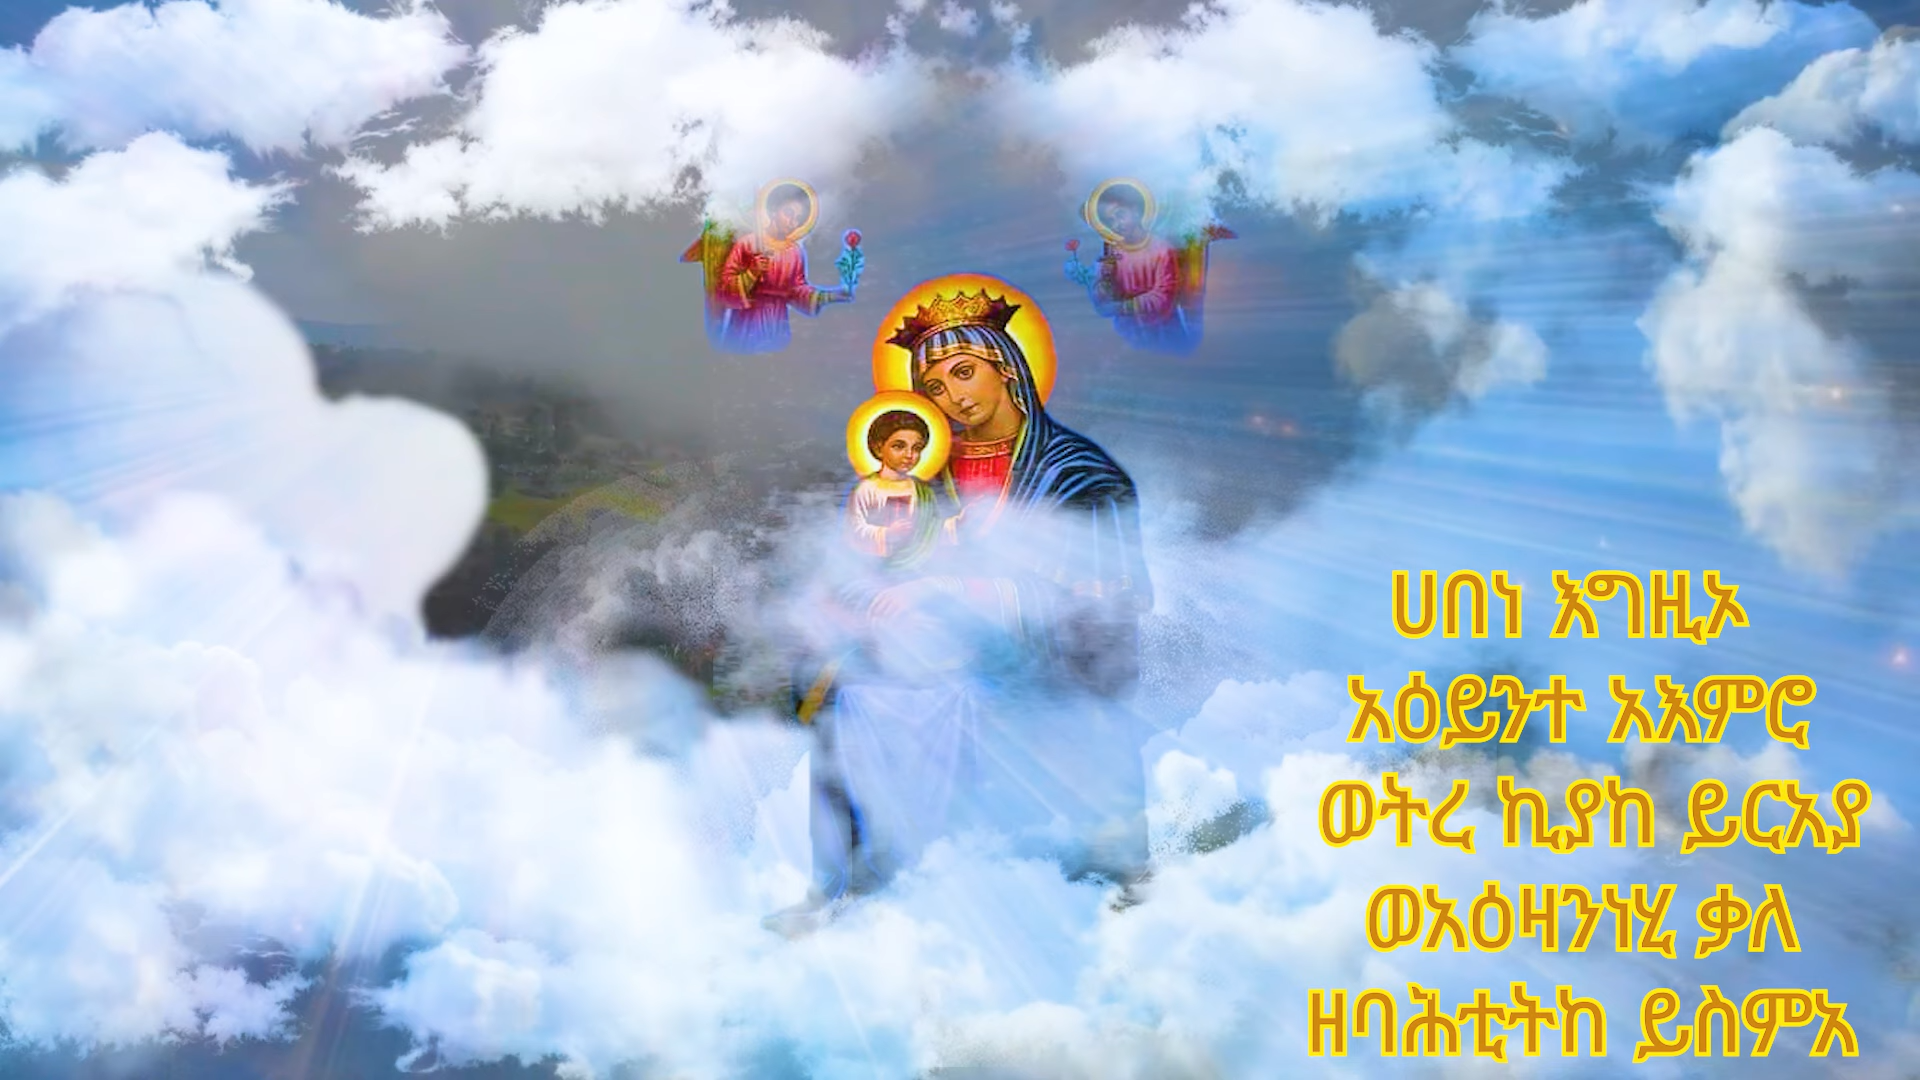 ሀበነ እግዚኦ
አዕይንተ አእምሮ
ወትረ ኪያከ ይርአያ
ወአዕዛንነሂ ቃለ
ዘባሕቲትከ ይስምአ